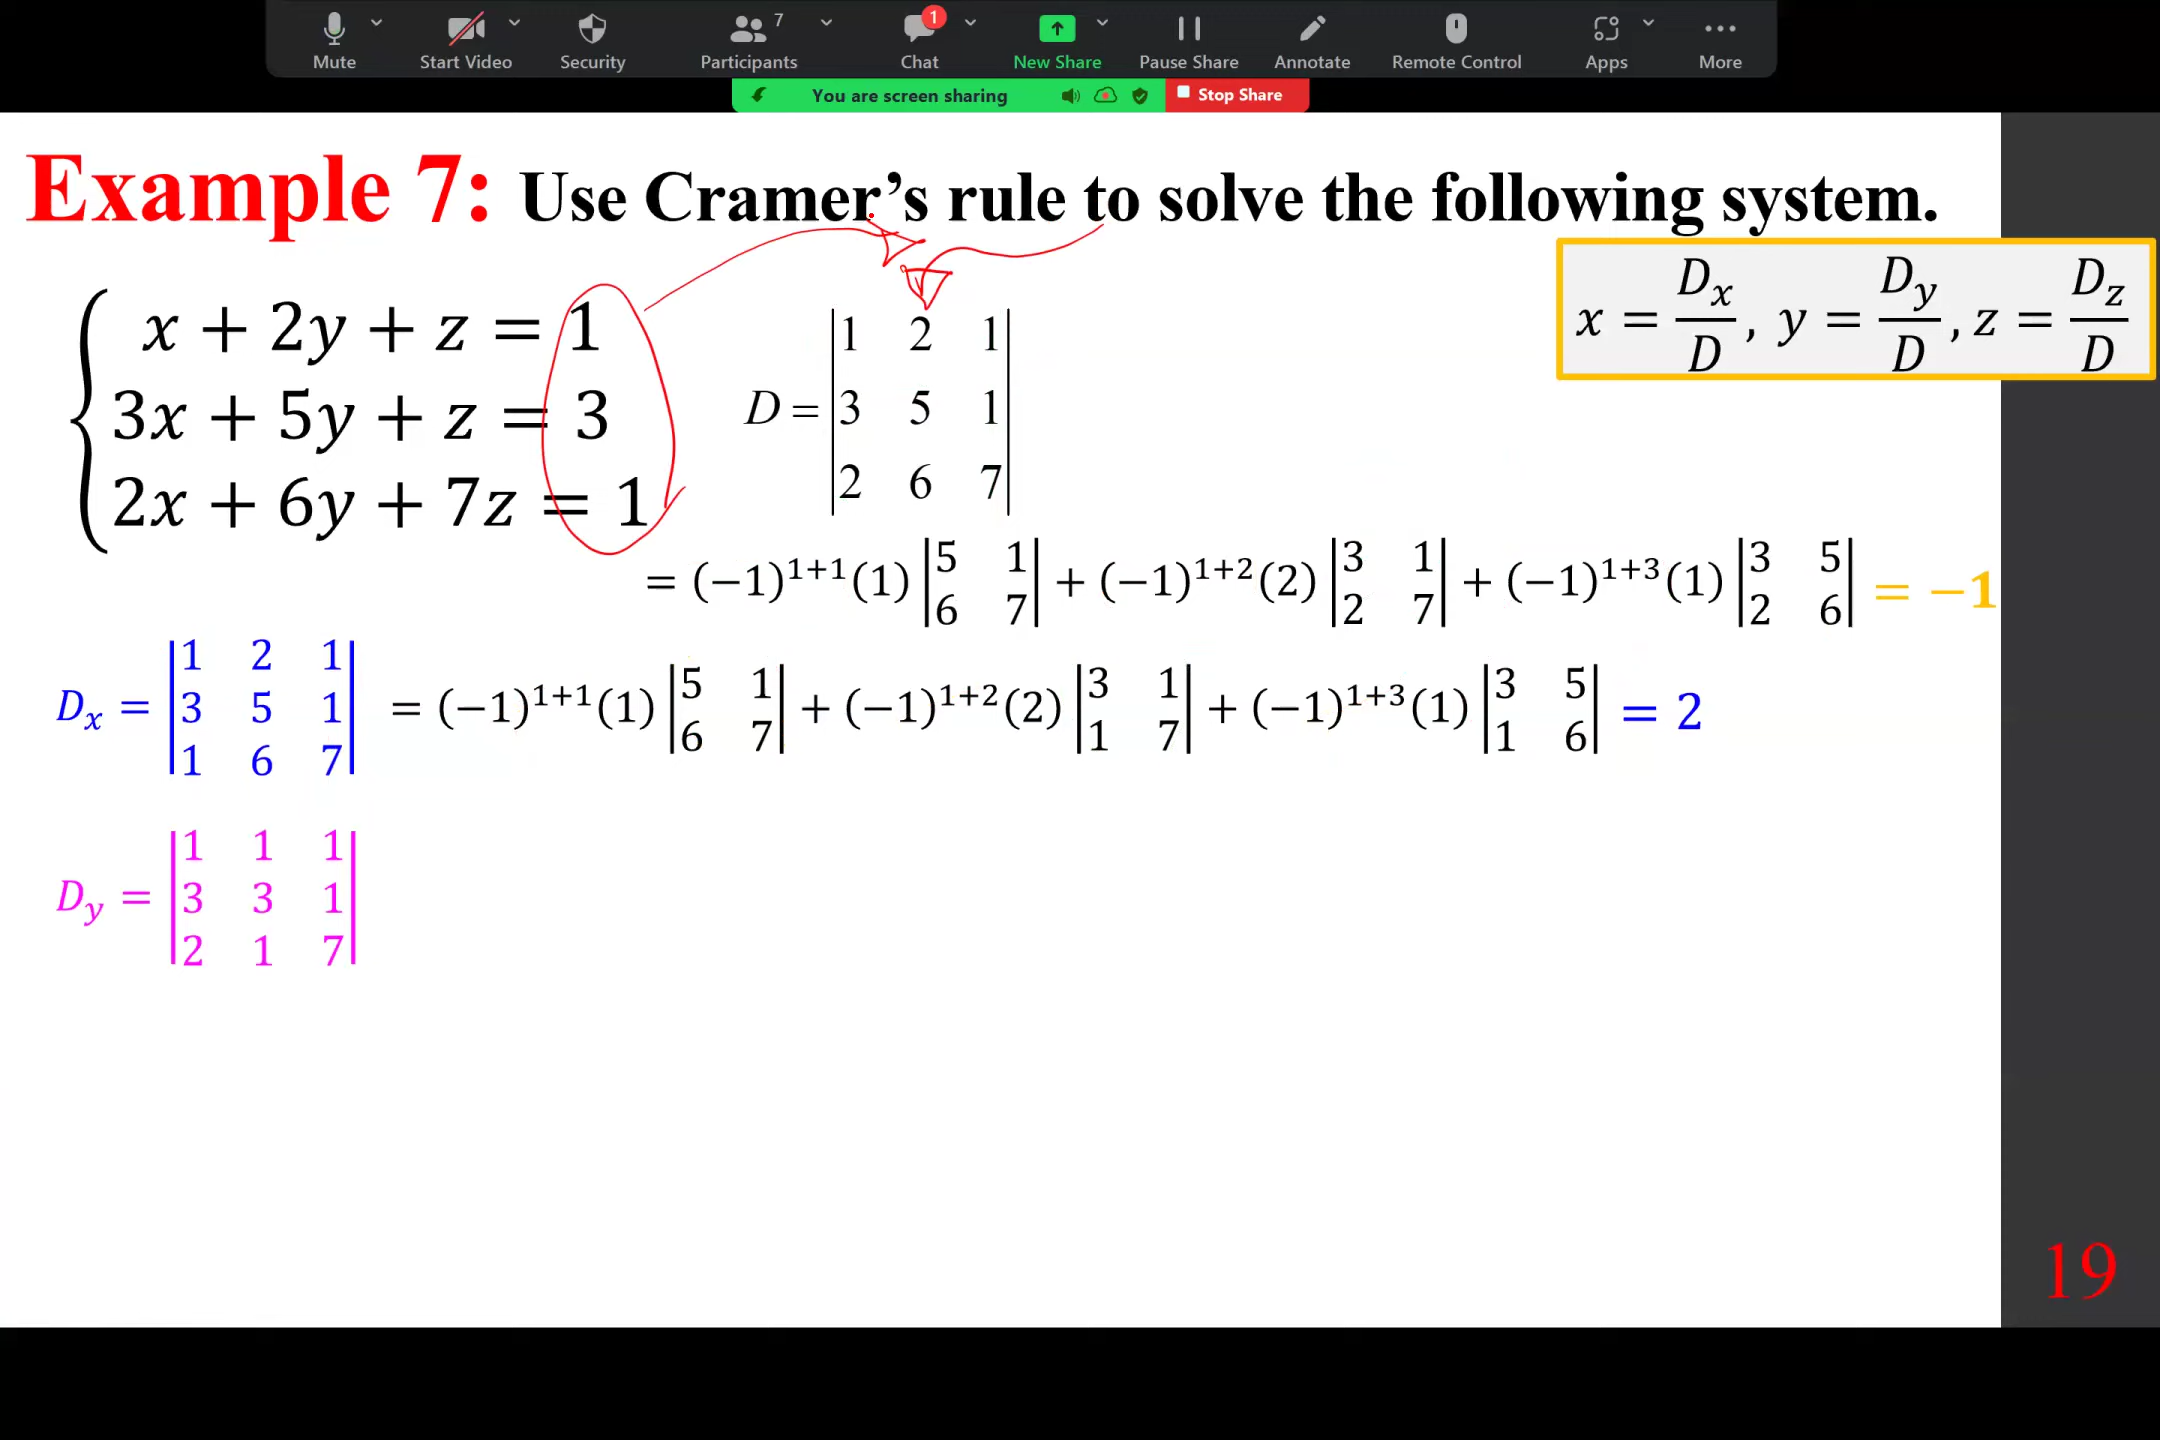 Mute Start Video Security Participants 7 Chat 1 New Share Pause Share Annotate Remote Control Apps More
You are screen sharing Stop Share
Example 7: Use Cramer’s rule to solve the following system.
x = Dₓ/D, y = D_y/D, z = D_z/D
x + 2y + z = 1
3x + 5y + z = 3
2x + 6y + 7z = 1
D = |1 2 1|
|3 5 1|
|2 6 7|
= (−1)¹⁺¹(1) |5 1; 6 7| + (−1)¹⁺²(2) |3 1; 2 7| + (−1)¹⁺³(1) |3 5; 2 6| = −1
Dₓ = |1 2 1; 3 5 1; 1 6 7| = (−1)¹⁺¹(1) |5 1; 6 7| + (−1)¹⁺²(2) |3 1; 1 7| + (−1)¹⁺³(1) |3 5; 1 6| = 2
D_y = |1 1 1; 3 3 1; 2 1 7|
19